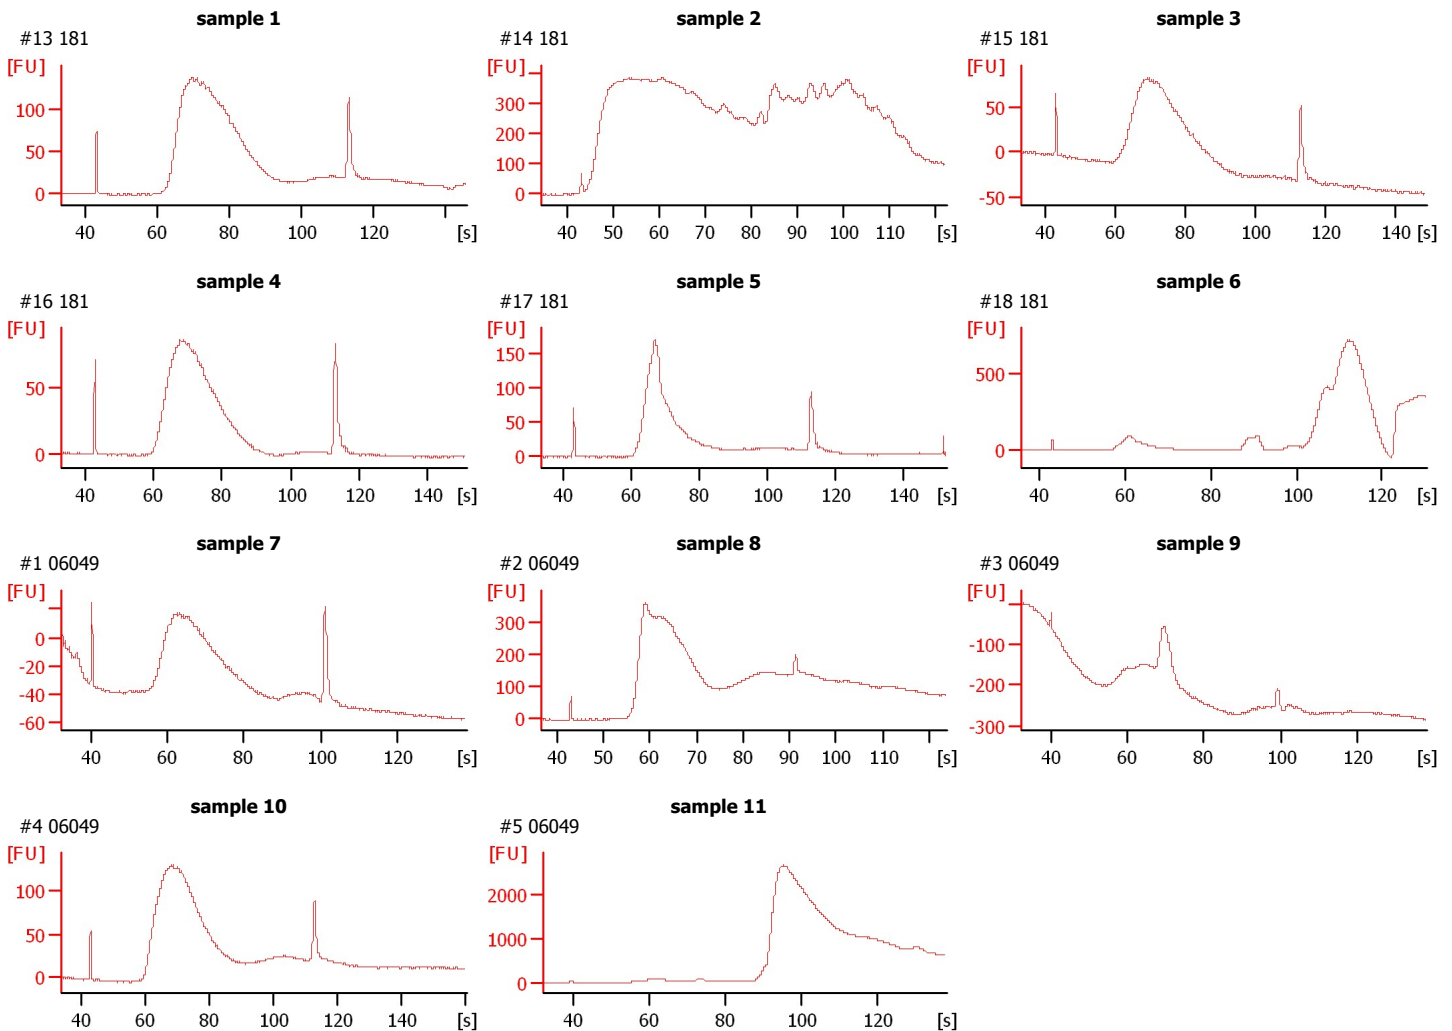 sample 1
#13 181
[FU]
100
50
0
40 60 80 100 120 [s]
sample 2
#14 181
[FU]
300
200
100
0
40 50 60 70 80 90 100 110 [s]
sample 3
#15 181
[FU]
50
0
-50
40 60 80 100 120 140 [s]
sample 4
#16 181
[FU]
50
0
40 60 80 100 120 140 [s]
sample 5
#17 181
[FU]
150
100
50
0
40 60 80 100 120 140 [s]
sample 6
#18 181
[FU]
500
0
40 60 80 100 120 [s]
sample 7
#1 06049
[FU]
0
-20
-40
-60
40 60 80 100 120 [s]
sample 8
#2 06049
[FU]
300
200
100
0
40 50 60 70 80 90 100 110 [s]
sample 9
#3 06049
[FU]
-100
-200
-300
40 60 80 100 120 [s]
sample 10
#4 06049
[FU]
100
50
0
40 60 80 100 120 140 [s]
sample 11
#5 06049
[FU]
2000
1000
0
40 60 80 100 120 [s]